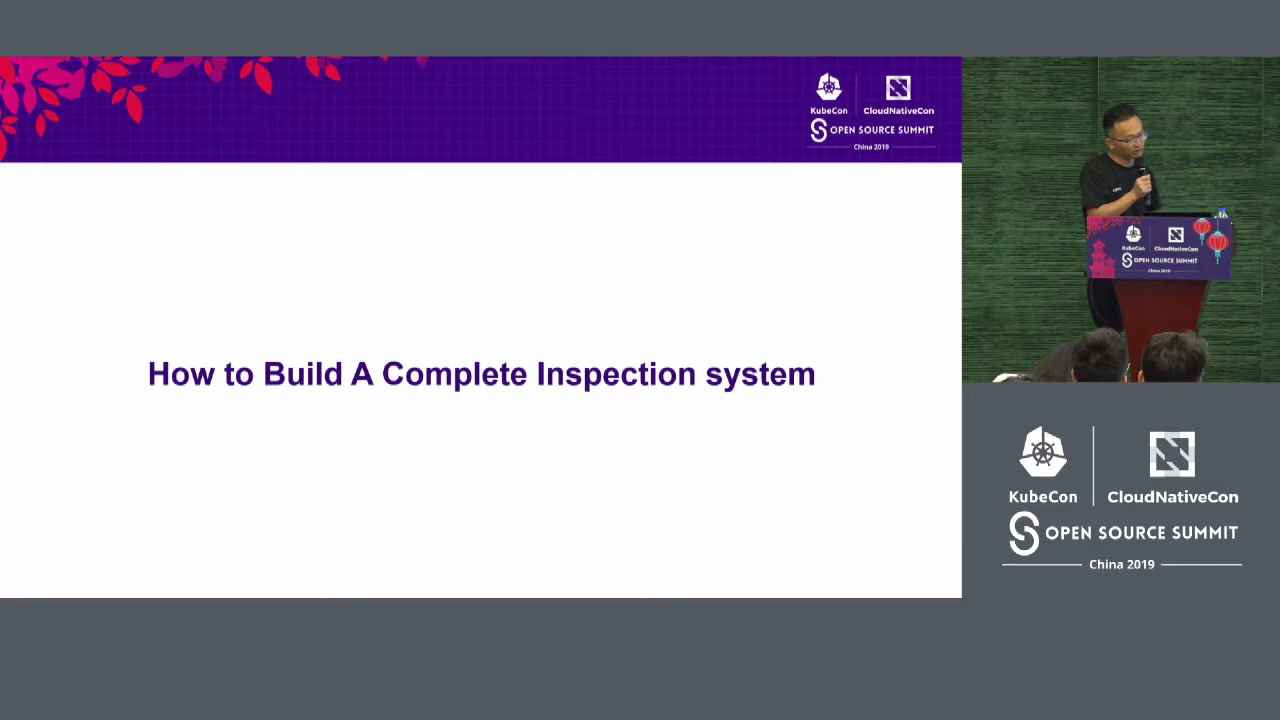 KubeCon
CloudNativeCon
OPEN SOURCE SUMMIT
China 2019
How to Build A Complete Inspection system
KubeCon
CloudNativeCon
OPEN SOURCE SUMMIT
China 2019
KubeCon
CloudNativeCon
OPEN SOURCE SUMMIT
China 2019